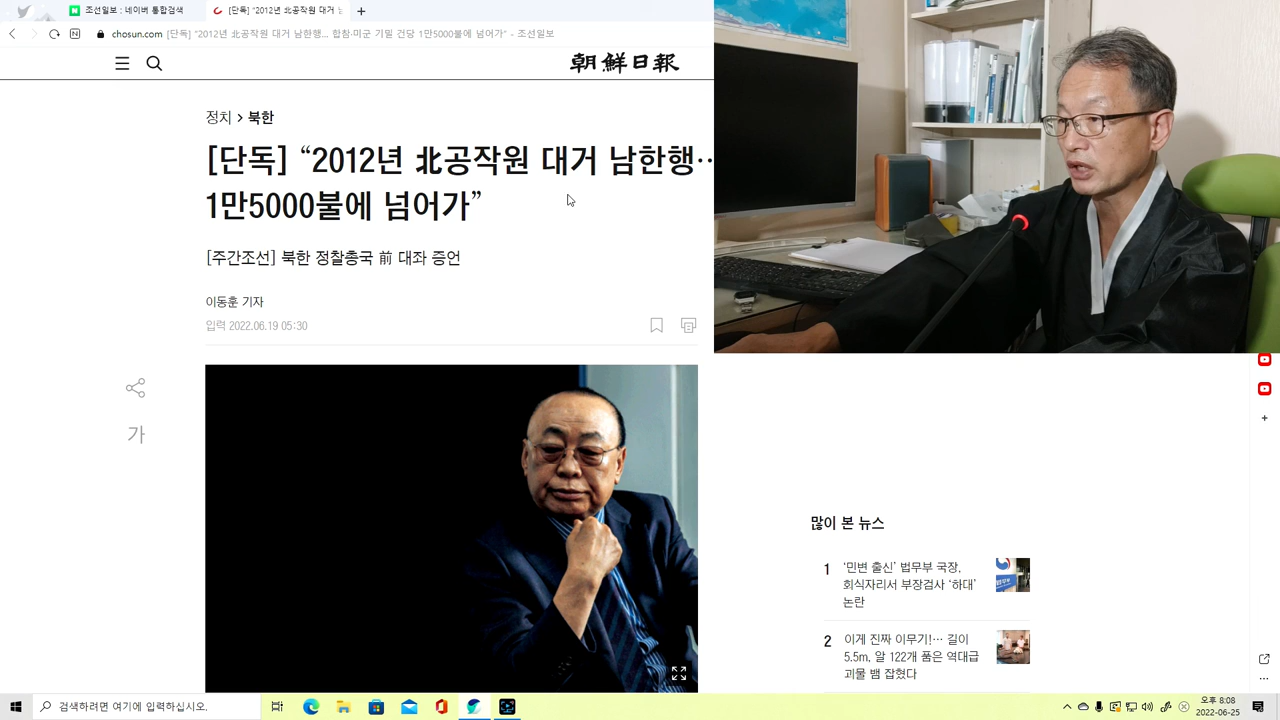 조선일보 : 네이버 통합검색
[단독] "2012년 北공작원 대거 남
chosun.com [단독] "2012년 北공작원 대거 남한행... 합참·미군 기밀 건당 1만5000불에 넘어가" - 조선일보
朝鮮日報
정치 > 북한
[단독] “2012년 北공작원 대거 남한행…
1만5000불에 넘어가”
[주간조선] 북한 정찰총국 前 대좌 증언
이동훈 기자
입력 2022.06.19 05:30
가
많이 본 뉴스
1 ‘민변 출신’ 법무부 국장,
회식자리서 부장검사 ‘하대’
논란
2 이게 진짜 이무기!… 길이
5.5m, 알 122개 품은 역대급
괴물 뱀 잡혔다
검색하려면 여기에 입력하십시오.
오후 8:08
2022-06-25